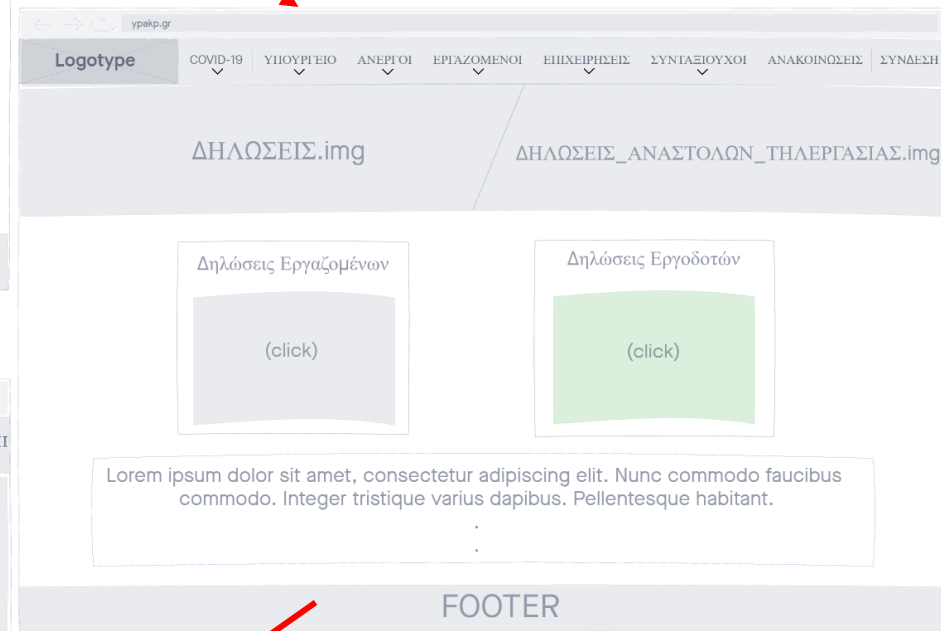 ypakp.gr
Logotype COVID-19 ΥΠΟΥΡΓΕΙΟ ΑΝΕΡΓΟΙ ΕΡΓΑΖΟΜΕΝΟΙ ΕΠΙΧΕΙΡΗΣΕΙΣ ΣΥΝΤΑΞΙΟΥΧΟΙ ΑΝΑΚΟΙΝΩΣΕΙΣ ΣΥΝΔΕΣΗ
ΔΗΛΩΣΕΙΣ.img ΔΗΛΩΣΕΙΣ_ΑΝΑΣΤΟΛΩΝ_ΤΗΛΕΡΓΑΣΙΑΣ.img
Δηλώσεις Εργαζομένων Δηλώσεις Εργοδοτών
(click) (click)
Lorem ipsum dolor sit amet, consectetur adipiscing elit. Nunc commodo faucibus
commodo. Integer tristique varius dapibus. Pellentesque habitant.
.
.
FOOTER